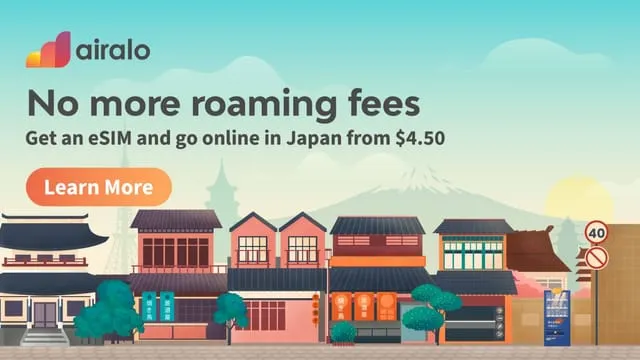 airalo
No more roaming fees
Get an eSIM and go online in Japan from $4.50
Learn More
40